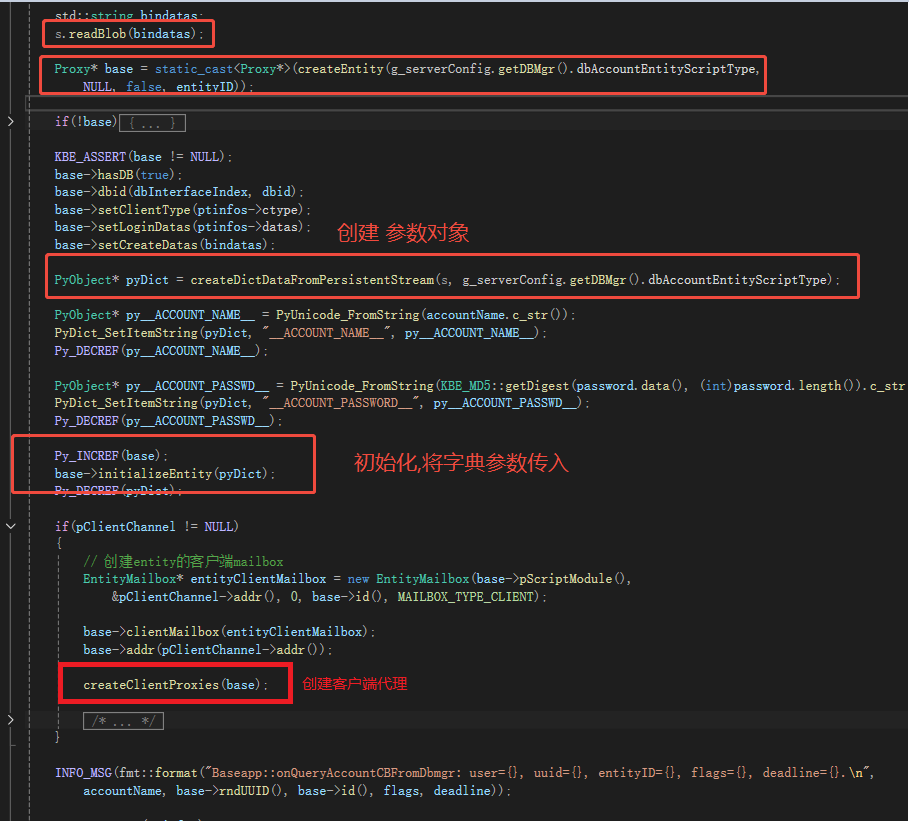 std::string bindatas;
s.readBlob(bindatas);
Proxy* base = static_cast<Proxy*>(createEntity(g_serverConfig.getDBMgr().dbAccountEntityScriptType,
NULL, false, entityID));
if(!base) { ... }
KBE_ASSERT(base != NULL);
base->hasDB(true);
base->dbid(dbInterfaceIndex, dbid);
base->setClientType(ptinfos->ctype);
base->setLoginDatas(ptinfos->datas);
base->setCreateDatas(bindatas);
创建 参数对象
PyObject* pyDict = createDictDataFromPersistentStream(s, g_serverConfig.getDBMgr().dbAccountEntityScriptType);
PyObject* py__ACCOUNT_NAME__ = PyUnicode_FromString(accountName.c_str());
PyDict_SetItemString(pyDict, "__ACCOUNT_NAME__", py__ACCOUNT_NAME__);
Py_DECREF(py__ACCOUNT_NAME__);
PyObject* py__ACCOUNT_PASSWD__ = PyUnicode_FromString(KBE_MD5::getDigest(password.data(), (int)password.length()).c_str
PyDict_SetItemString(pyDict, "__ACCOUNT_PASSWORD__", py__ACCOUNT_PASSWD__);
Py_DECREF(py__ACCOUNT_PASSWD__);
Py_INCREF(base);
base->initializeEntity(pyDict);
Py_DECREF(pyDict);
初始化,将字典参数传入
if(pClientChannel != NULL)
{
// 创建entity的客户端mailbox
EntityMailbox* entityClientMailbox = new EntityMailbox(base->pScriptModule(),
&pClientChannel->addr(), 0, base->id(), MAILBOX_TYPE_CLIENT);
base->clientMailbox(entityClientMailbox);
base->addr(pClientChannel->addr());
createClientProxies(base); 创建客户端代理
/* ... */
}
INFO_MSG(fmt::format("Baseapp::onQueryAccountCBFromDbmgr: user={}, uuid={}, entityID={}, flags={}, deadline={}.\n",
accountName, base->rndUUID(), base->id(), flags, deadline));